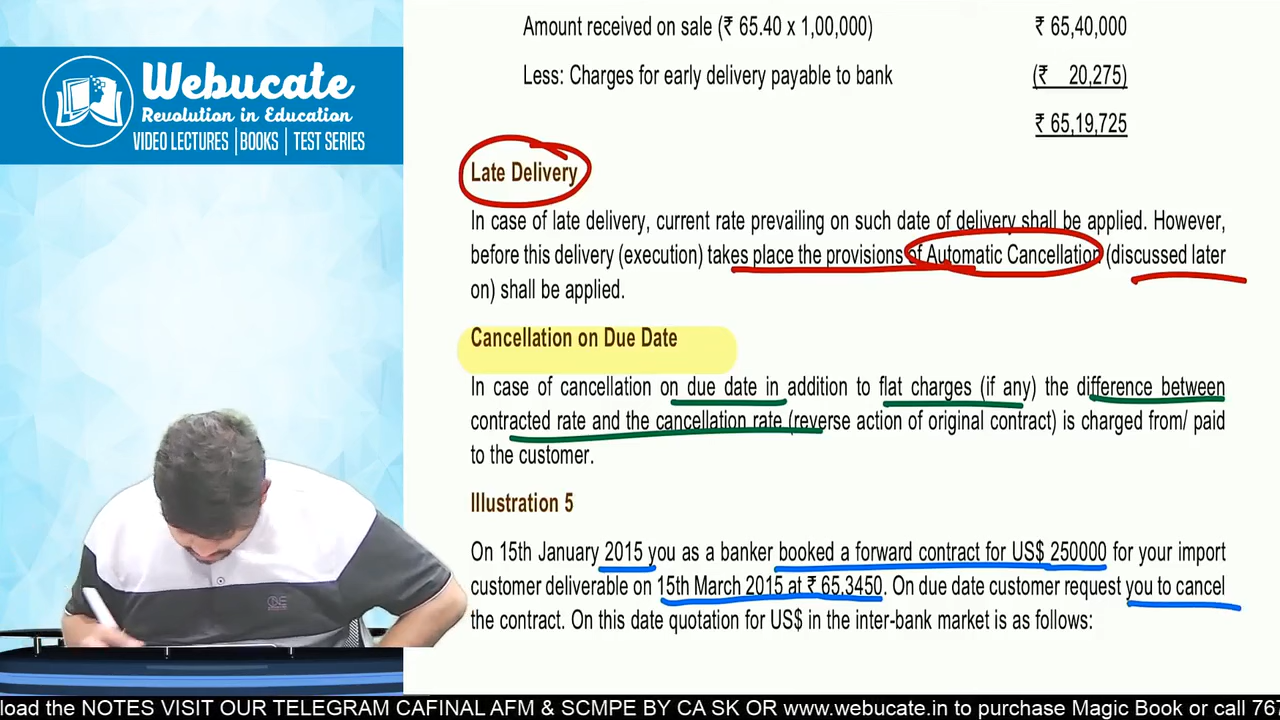 Webucate
Revolution in Education
VIDEO LECTURES | BOOKS | TEST SERIES
Amount received on sale (₹ 65.40 x 1,00,000) ₹ 65,40,000
Less: Charges for early delivery payable to bank (₹ 20,275)
₹ 65,19,725
Late Delivery
In case of late delivery, current rate prevailing on such date of delivery shall be applied. However,
before this delivery (execution) takes place the provisions of Automatic Cancellation (discussed later
on) shall be applied.
Cancellation on Due Date
In case of cancellation on due date in addition to flat charges (if any) the difference between
contracted rate and the cancellation rate (reverse action of original contract) is charged from/ paid
to the customer.
Illustration 5
On 15th January 2015 you as a banker booked a forward contract for US$ 250000 for your import
customer deliverable on 15th March 2015 at ₹ 65.3450. On due date customer request you to cancel
the contract. On this date quotation for US$ in the inter-bank market is as follows:
load the NOTES VISIT OUR TELEGRAM CAFINAL AFM & SCMPE BY CA SK OR www.webucate.in to purchase Magic Book or call 767